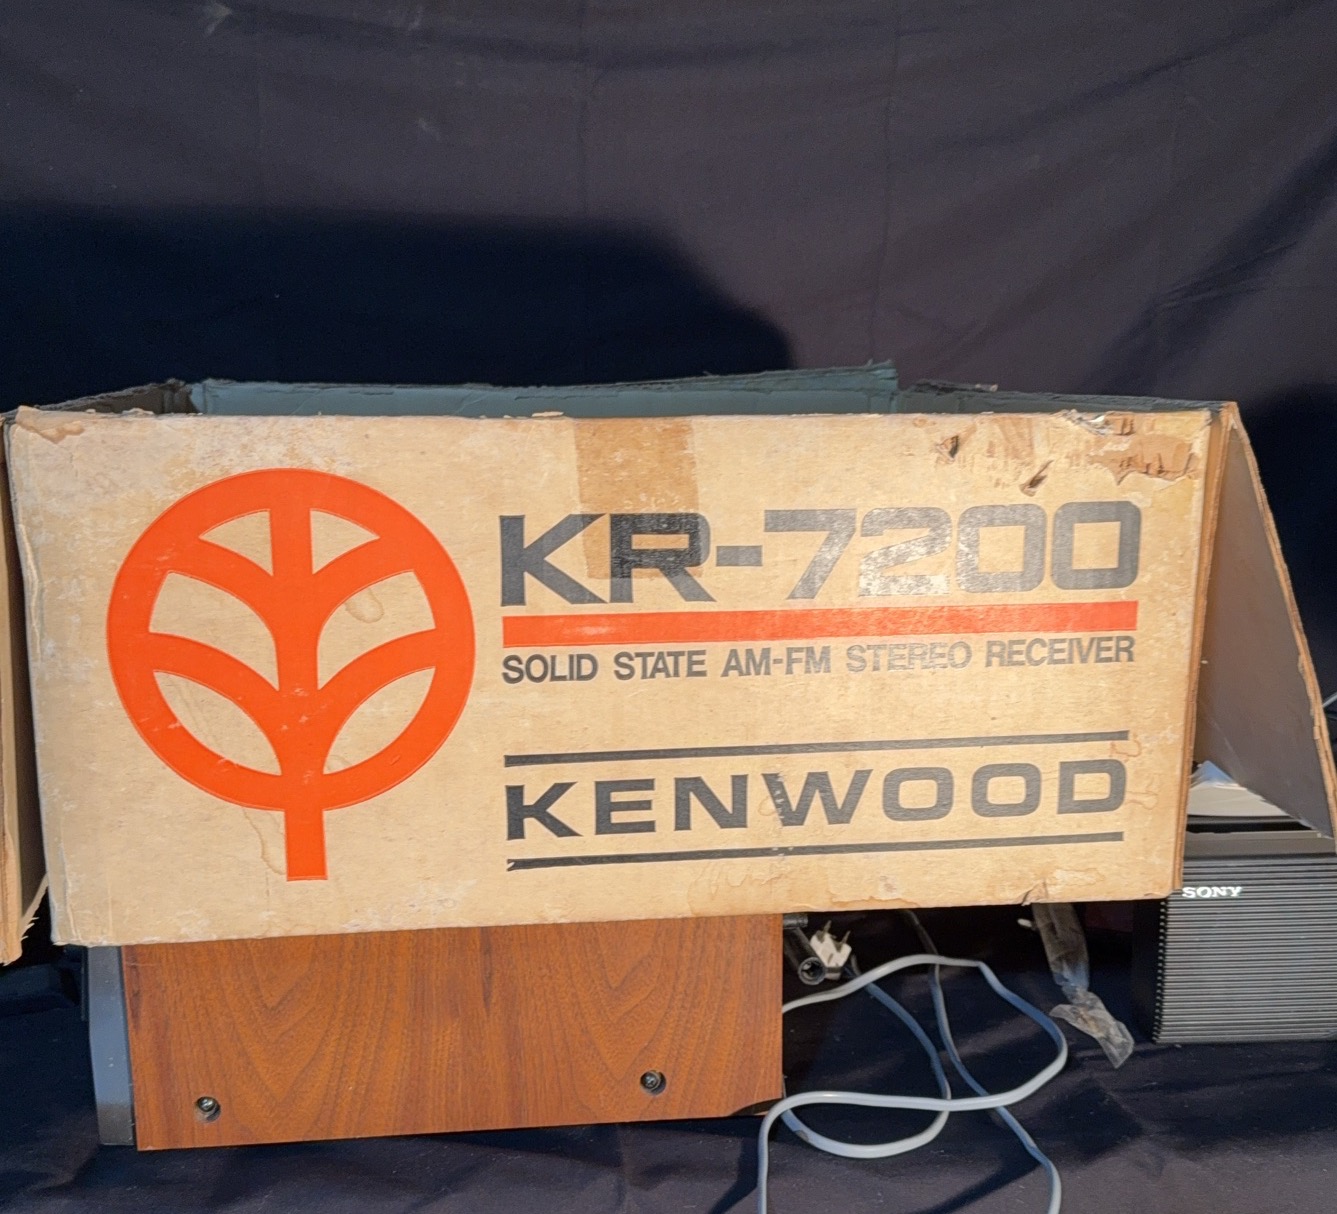 KR-7200
SOLID STATE AM-FM STEREO RECEIVER
KENWOOD
SONY